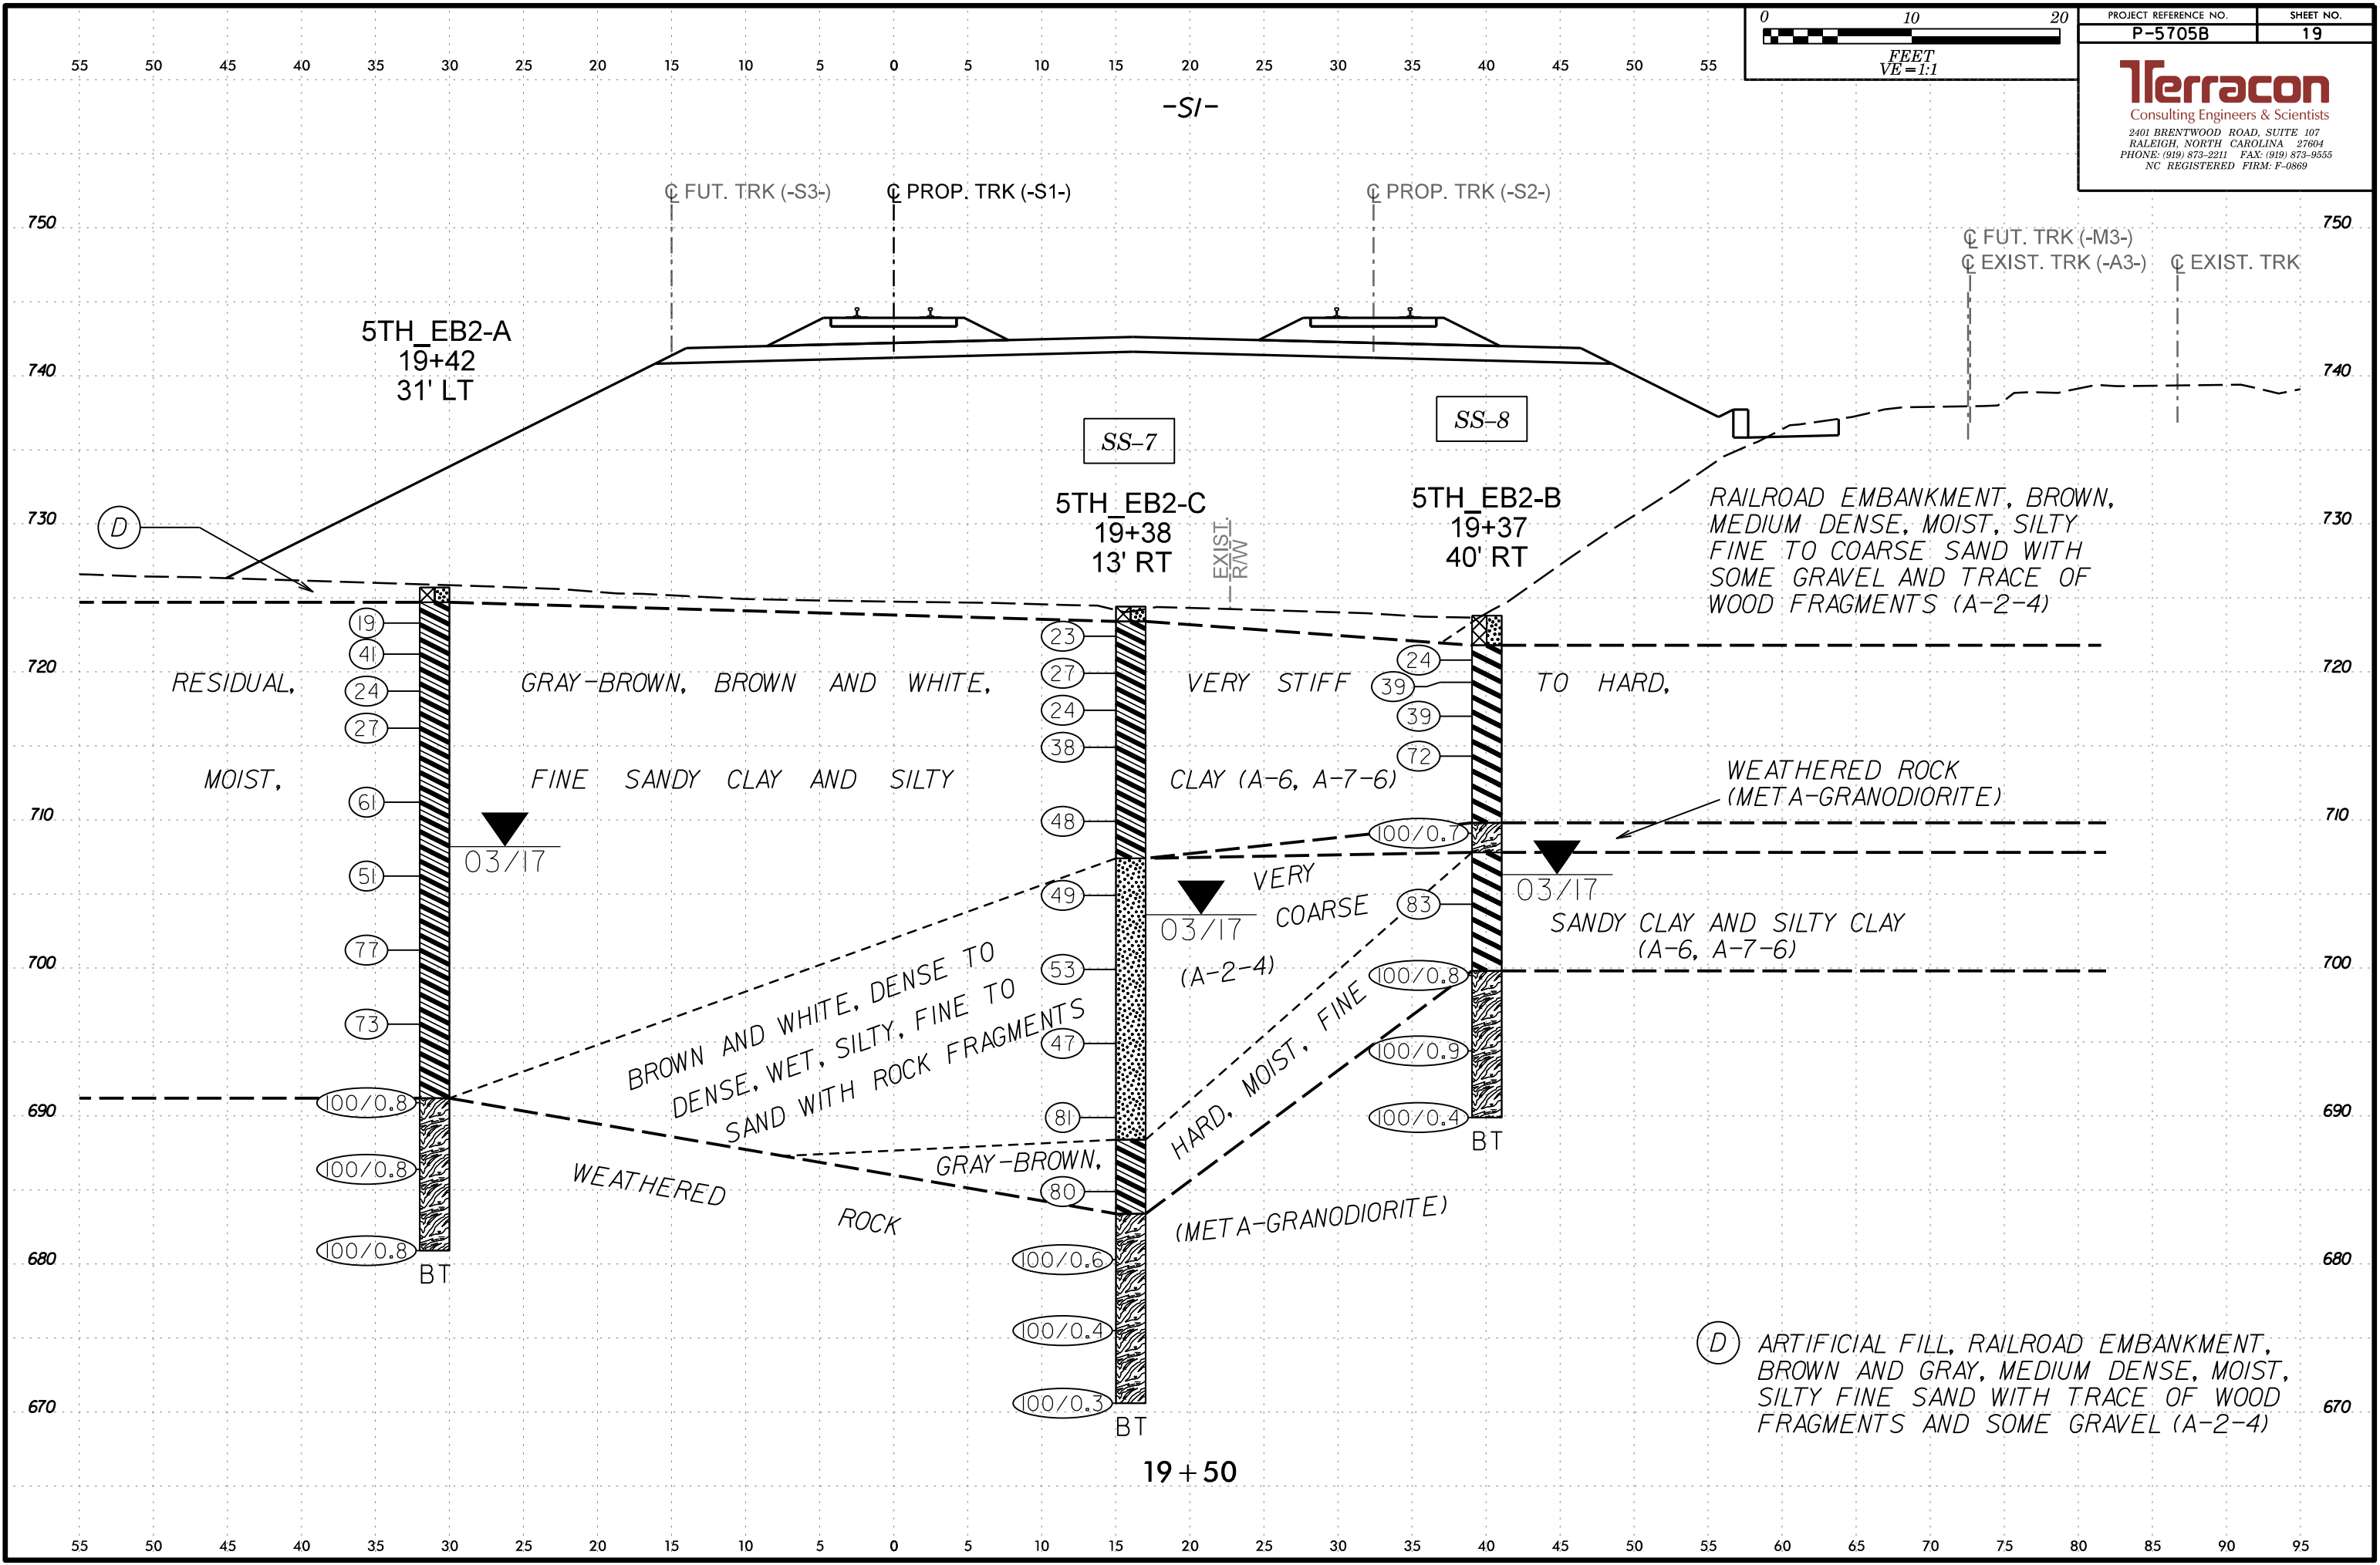 0 10 20
FEET
VE=1:1
PROJECT REFERENCE NO. SHEET NO.
P-5705B 19
Terracon
Consulting Engineers & Scientists
2401 BRENTWOOD ROAD, SUITE 107
RALEIGH, NORTH CAROLINA 27604
PHONE: (919) 873-2211 FAX: (919) 873-9555
NC REGISTERED FIRM: F-0869
55 50 45 40 35 30 25 20 15 10 5 0 5 10 15 20 25 30 35 40 45 50 55
-S1-
℄ FUT. TRK (-S3-)
℄ PROP. TRK (-S1-)
℄ PROP. TRK (-S2-)
℄ FUT. TRK (-M3-)
℄ EXIST. TRK (-A3-)
℄ EXIST. TRK
750 750
740 740
730 730
720 720
710 710
700 700
690 690
680 680
670 670
5TH_EB2-A
19+42
31' LT
SS-7
5TH_EB2-C
19+38
13' RT
EXIST.
R/W
SS-8
5TH_EB2-B
19+37
40' RT
D
RAILROAD EMBANKMENT, BROWN,
MEDIUM DENSE, MOIST, SILTY
FINE TO COARSE SAND WITH
SOME GRAVEL AND TRACE OF
WOOD FRAGMENTS (A-2-4)
RESIDUAL, GRAY-BROWN, BROWN AND WHITE, VERY STIFF TO HARD,
MOIST, FINE SANDY CLAY AND SILTY CLAY (A-6, A-7-6)
19
41
24
27
61
51
77
73
100/0.8
100/0.8
100/0.8
BT
03/17
23
27
24
38
48
49
53
47
81
80
100/0.6
100/0.4
100/0.3
BT
03/17
24
39
39
72
100/0.7
83
100/0.8
100/0.9
100/0.4
BT
03/17
WEATHERED ROCK
(META-GRANODIORITE)
SANDY CLAY AND SILTY CLAY
(A-6, A-7-6)
BROWN AND WHITE, DENSE TO VERY
DENSE, WET, SILTY, FINE TO COARSE
SAND WITH ROCK FRAGMENTS (A-2-4)
GRAY-BROWN, HARD, MOIST, FINE
WEATHERED ROCK (META-GRANODIORITE)
D ARTIFICIAL FILL, RAILROAD EMBANKMENT,
BROWN AND GRAY, MEDIUM DENSE, MOIST,
SILTY FINE SAND WITH TRACE OF WOOD
FRAGMENTS AND SOME GRAVEL (A-2-4)
19+50
55 50 45 40 35 30 25 20 15 10 5 0 5 10 15 20 25 30 35 40 45 50 55 60 65 70 75 80 85 90 95